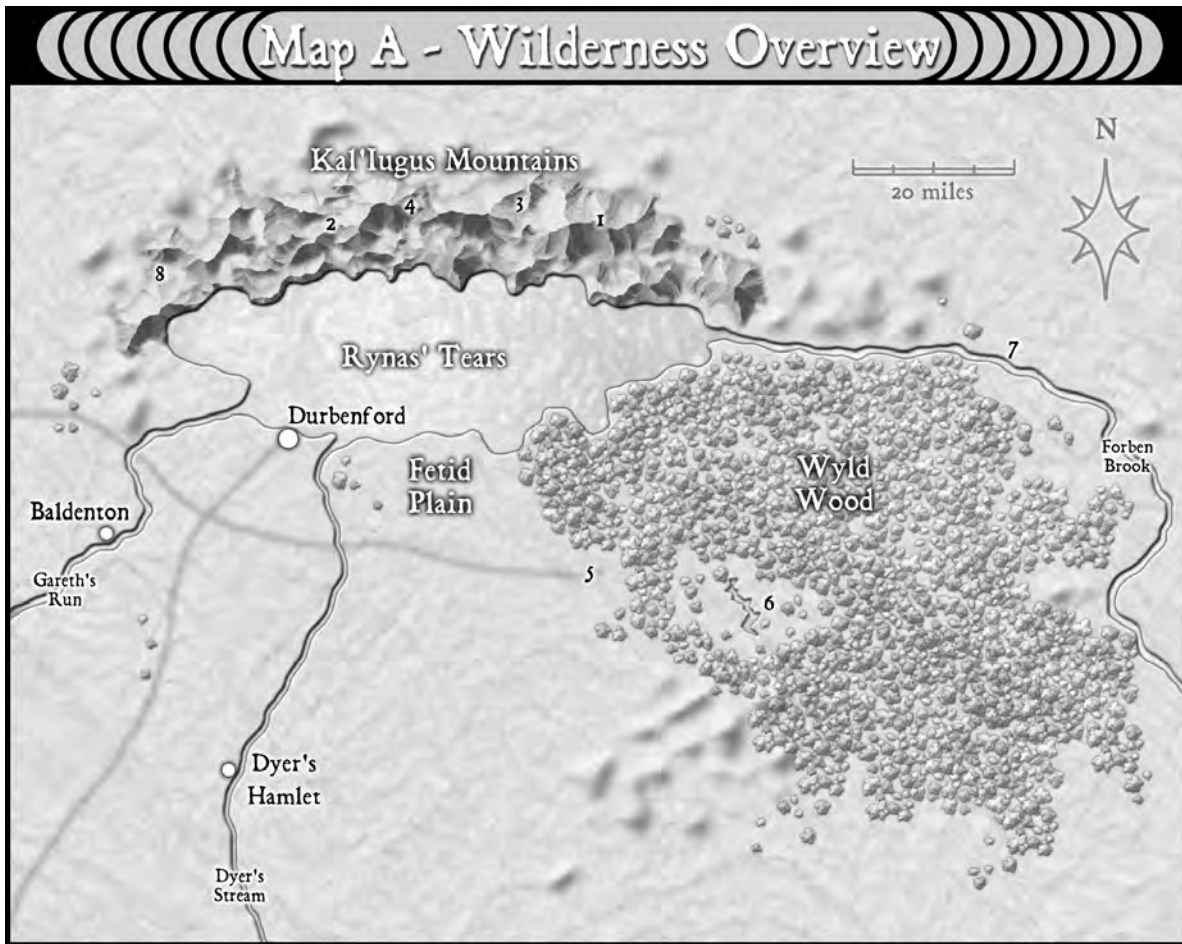 Map A - Wilderness Overview
Kal'Iugus Mountains
N
20 miles
4
3
2
1
8
Rynas' Tears
7
Durbenford
Forben
Brook
Fetid
Plain
Wyld
Wood
Baldenton
Gareth's
Run
5
6
Dyer's
Hamlet
Dyer's
Stream